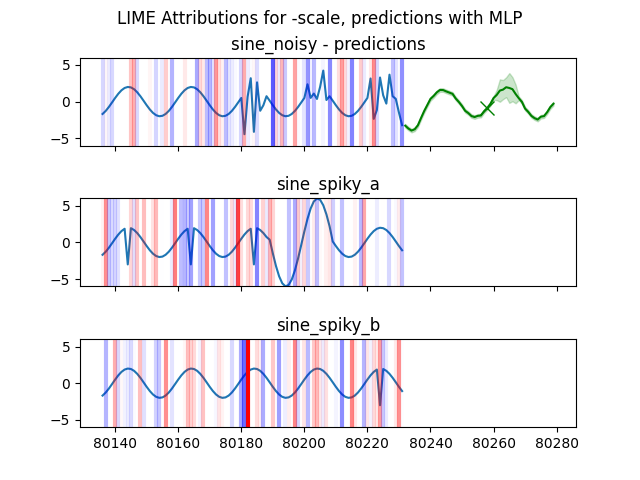 LIME Attributions for -scale, predictions with MLP
sine_noisy - predictions
5
0
−5
sine_spiky_a
5
0
−5
sine_spiky_b
5
0
−5
80140 80160 80180 80200 80220 80240 80260 80280